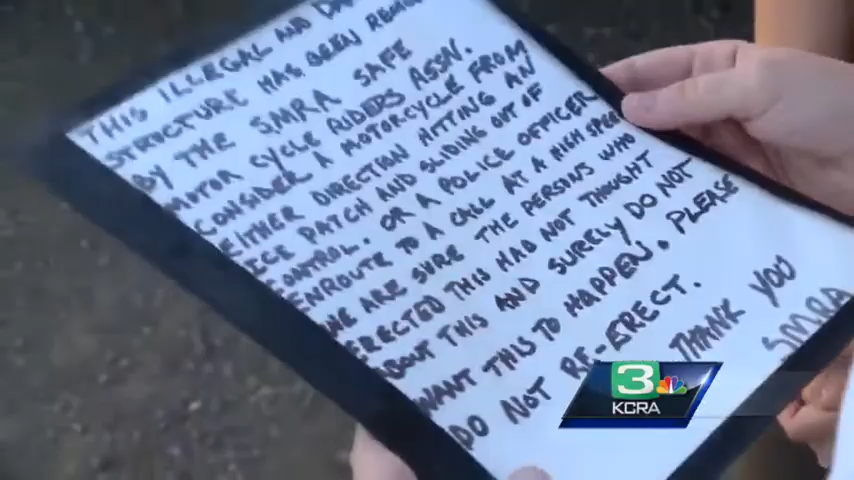 THIS ILLEGAL AND
STRUCTURE HAS BEEN
BY THE SMRA SAFE
MOTOR CYCLE RIDERS ASSN.
CONSIDER A MOTORCYCLE FROM
EITHER DIRECTION HITTING AN
ICE PATCH AND SLIDING OUT OF
CONTROL. OR A POLICE OFFICER
ENROUTE TO A CALL AT A HIGH SPEED
WE ARE SURE THE PERSONS WHO
ERECTED THIS HAD NOT THOUGHT
ABOUT THIS AND SURELY DO NOT
WANT THIS TO HAPPEN. PLEASE
DO NOT RE-ERECT.
THANK YOU
SMRA
3
KCRA